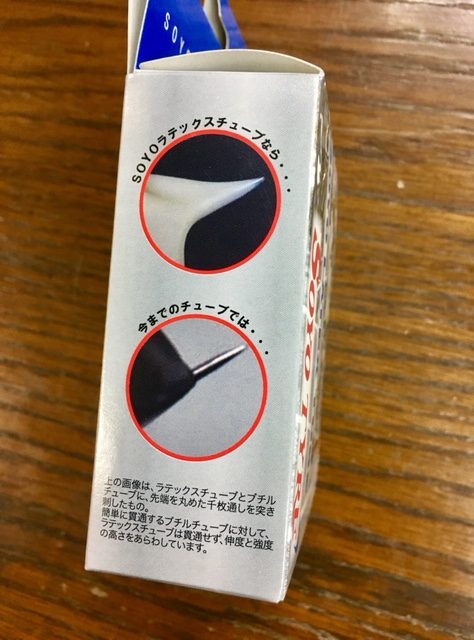 SOYO
SOYOラテックスチューブなら・・・
今までのチューブでは・・・
上の画像は、ラテックスチューブとブチル
チューブに、先端を丸めた千枚通しを突き
刺したもの。
簡単に貫通するブチルチューブに対して、
ラテックスチューブは貫通せず、伸度と強度
の高さをあらわしています。
SOYO